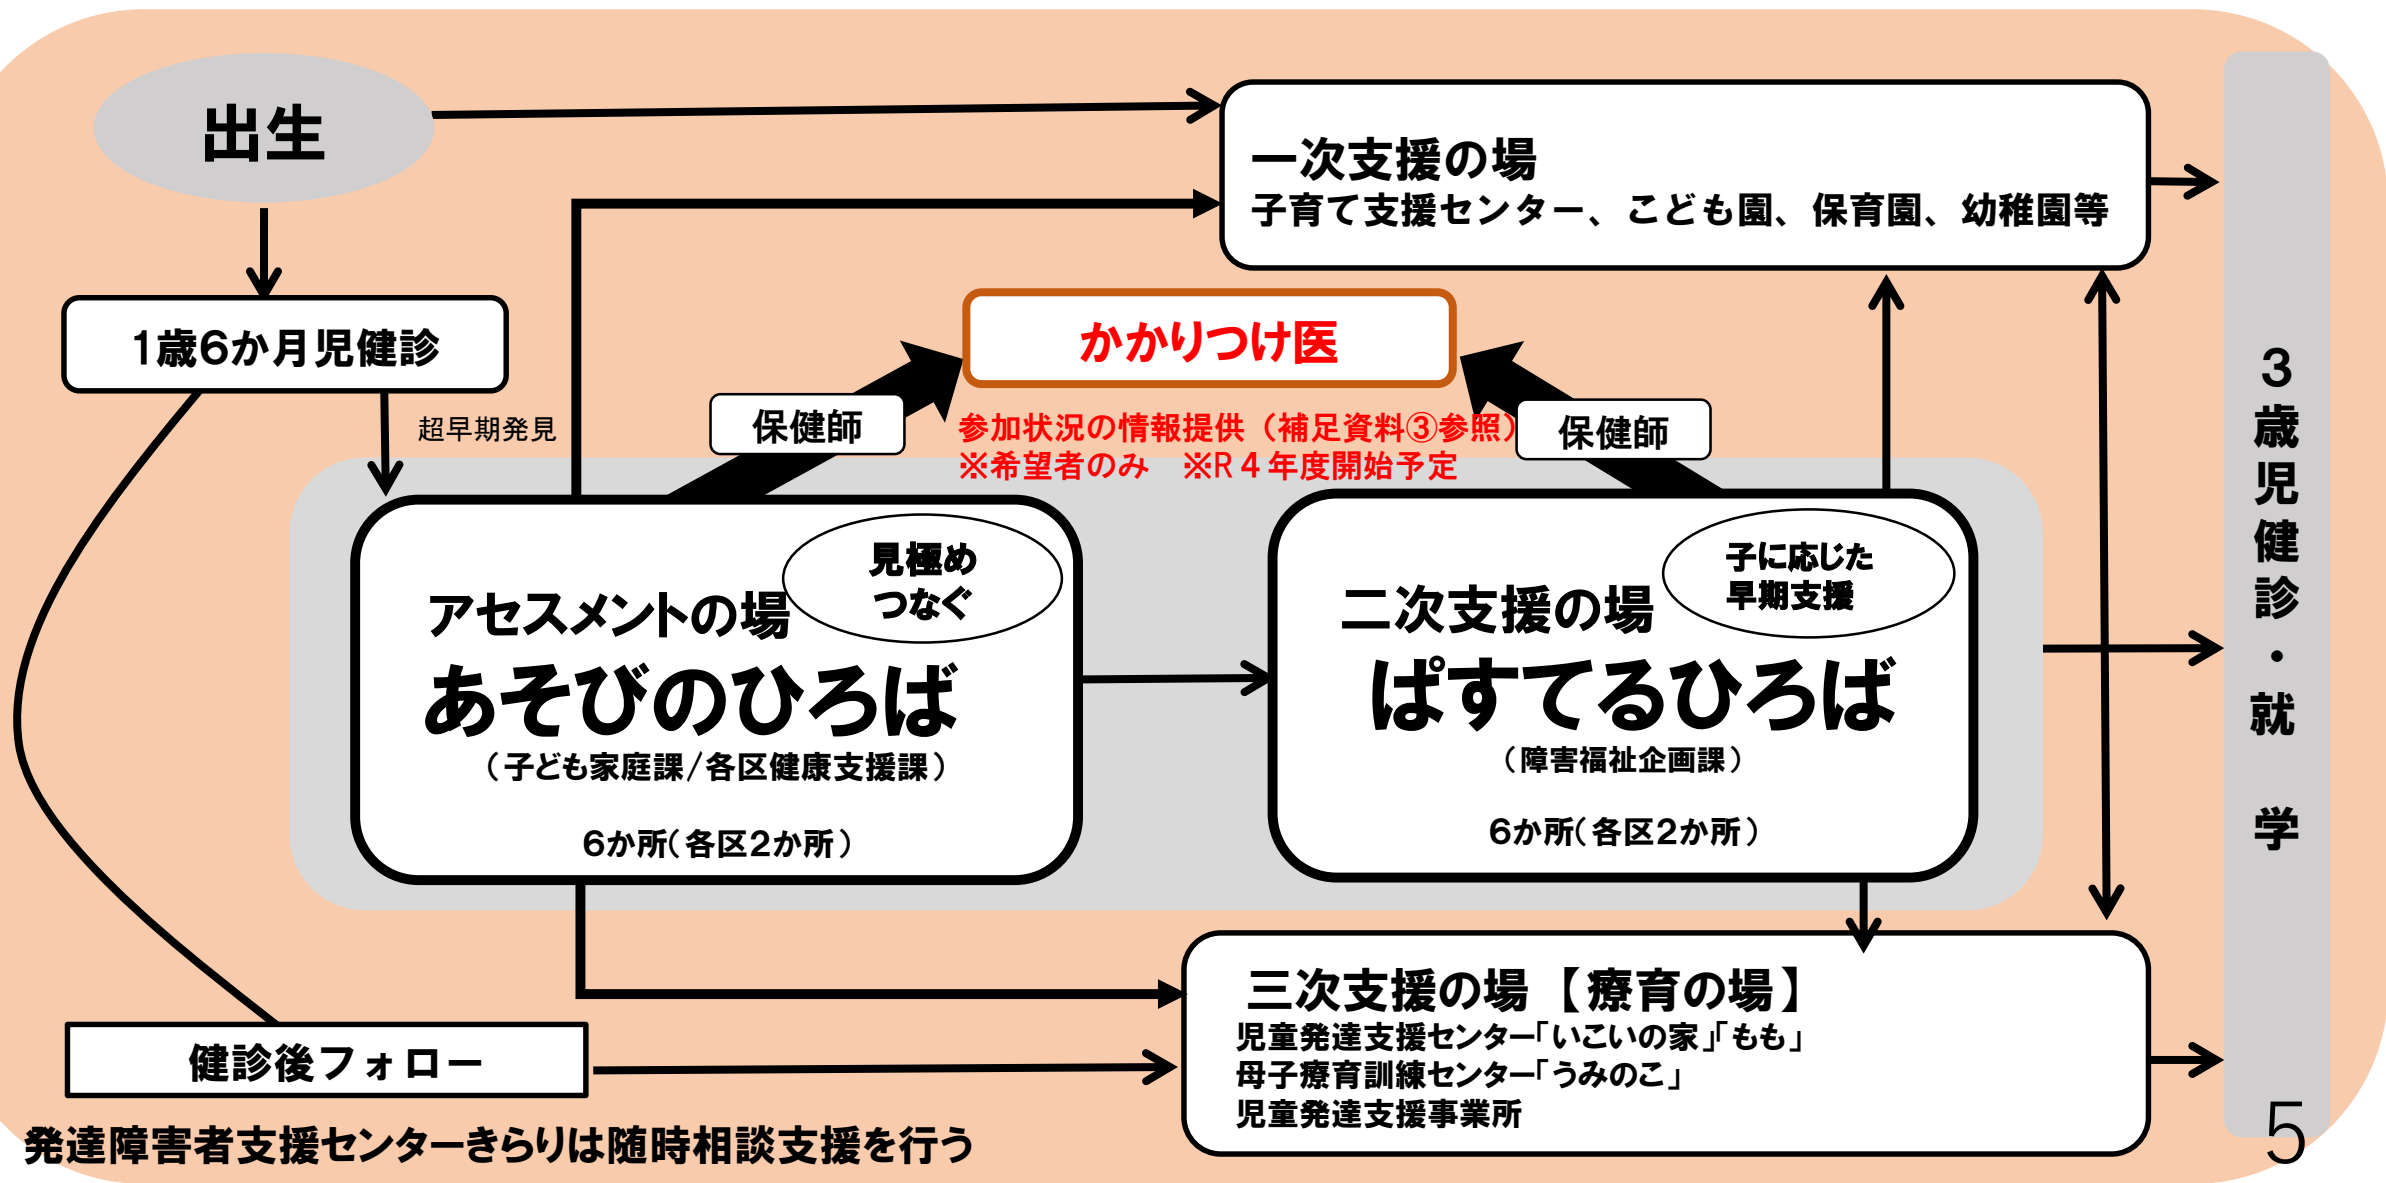 出生
一次支援の場
子育て支援センター、こども園、保育園、幼稚園等
1歳6か月児健診
超早期発見
かかりつけ医
保健師
参加状況の情報提供（補足資料③参照）
※希望者のみ　※R４年度開始予定
保健師
見極め
つなぐ
アセスメントの場
あそびのひろば
（子ども家庭課/各区健康支援課）
6か所（各区2か所）
子に応じた
早期支援
二次支援の場
ぱすてるひろば
（障害福祉企画課）
6か所（各区2か所）
3歳児健診・就　学
健診後フォロー
三次支援の場【療育の場】
児童発達支援センター「いこいの家」「もも」
母子療育訓練センター「うみのこ」
児童発達支援事業所
発達障害者支援センターきらりは随時相談支援を行う
5